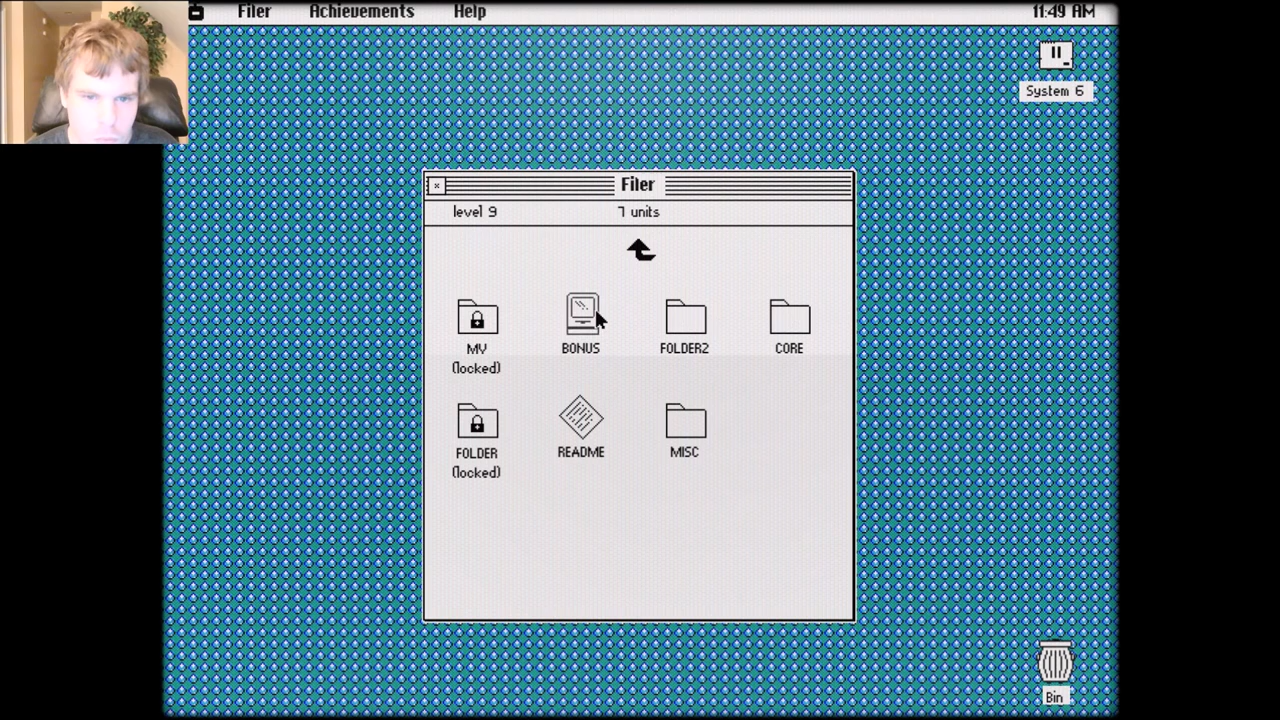 Filer Achievements Help 11:49 AM
System 6
Filer
level 9 7 units
MV BONUS FOLDER2 CORE
(locked)
FOLDER README MISC
(locked)
Bin